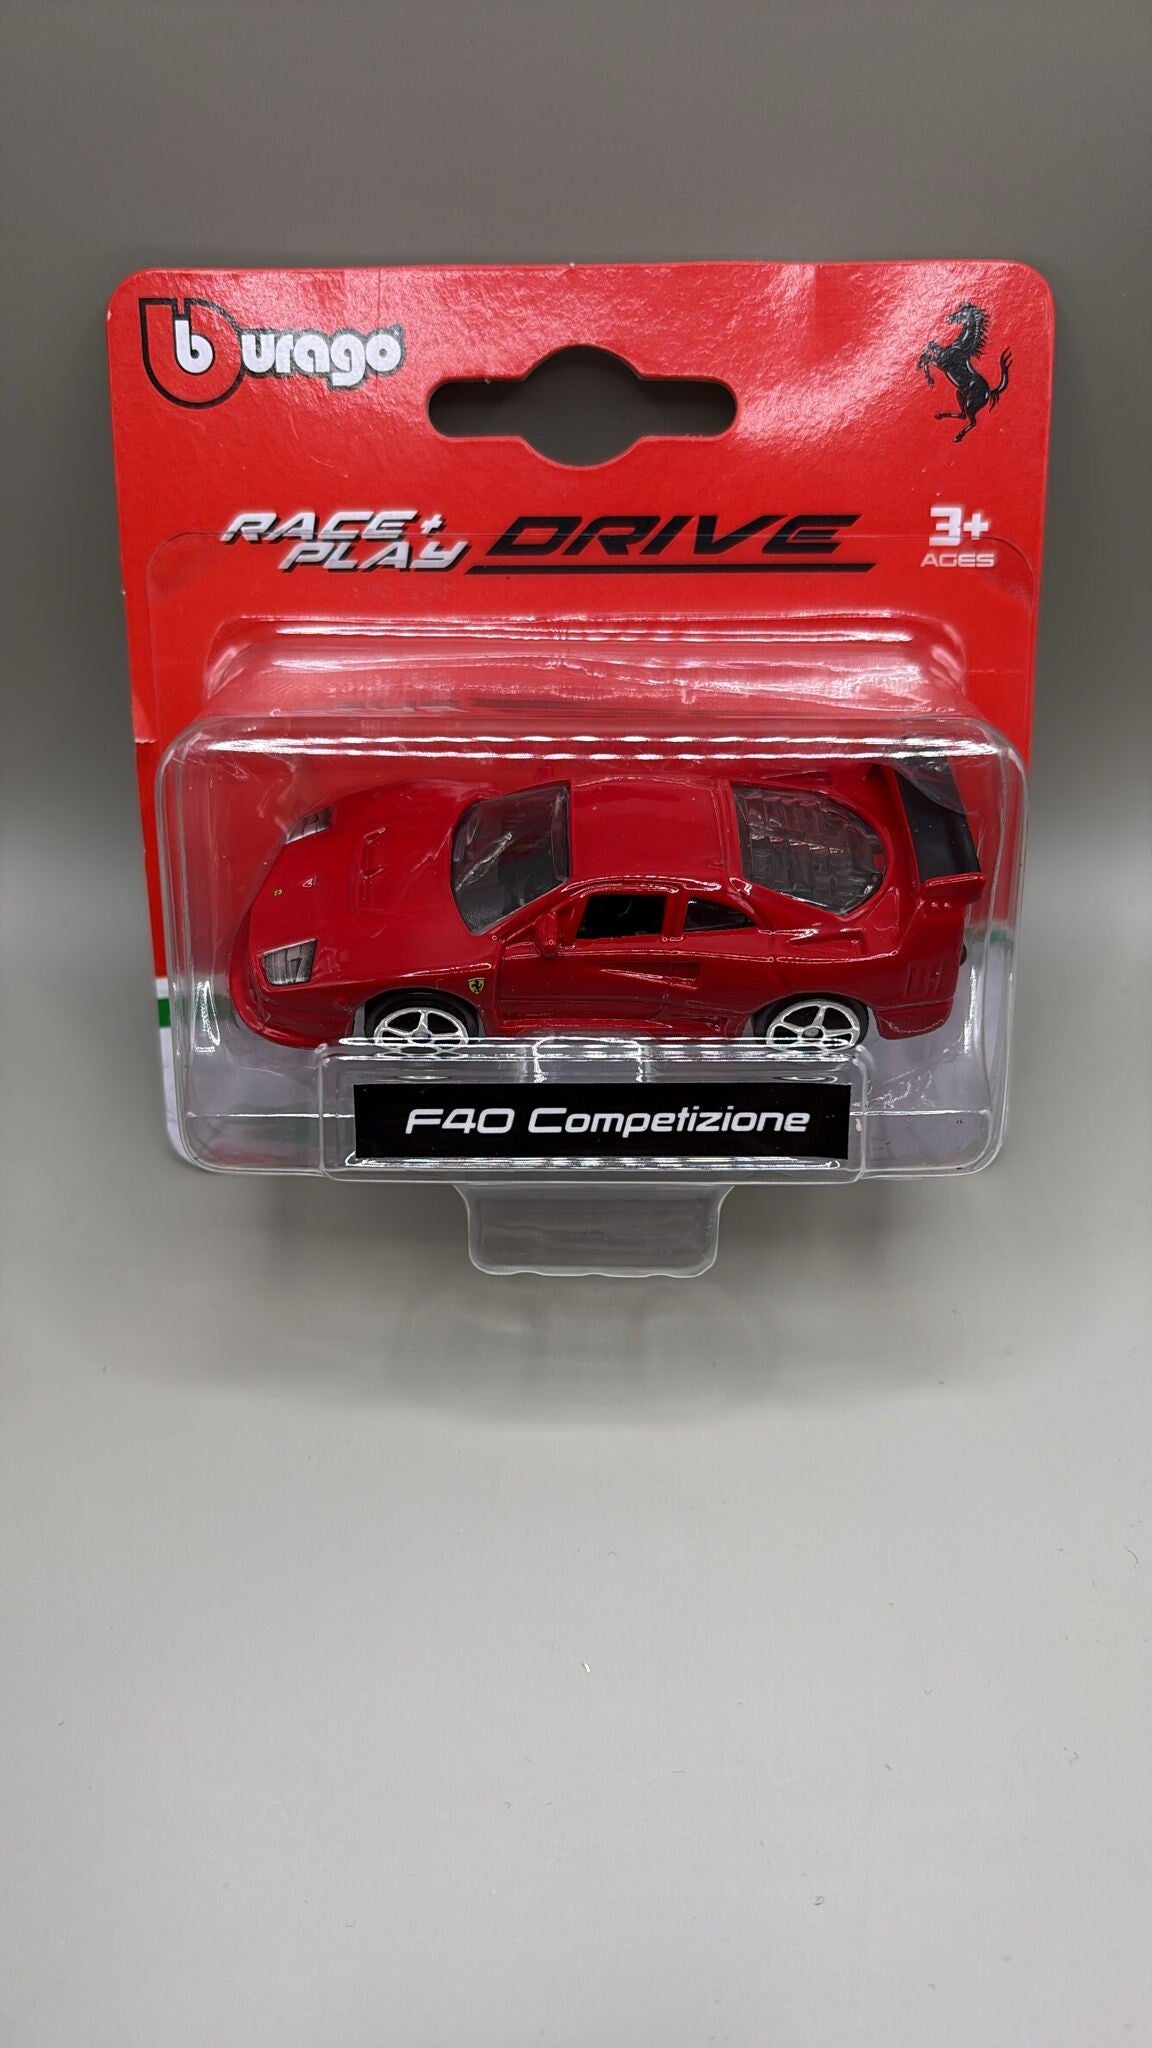 burago
RACE+
PLAY DRIVE
3+
AGES
F40 Competizione